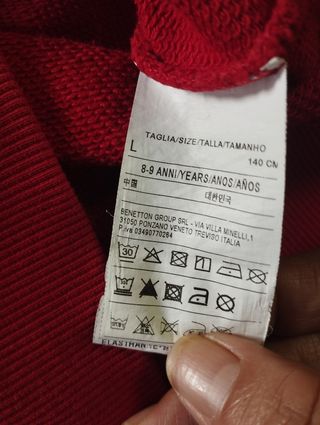 TAGLIA/SIZE/TALLA/TAMANHO
L
140 CM
8-9 ANNI/YEARS/ANOS/AÑOS
中国 대한민국
BENETTON GROUP SRL - VIA VILLA MINELLI,1
31050 PONZANO VENETO TREVISO ITALIA
P.iva 03490770264
30